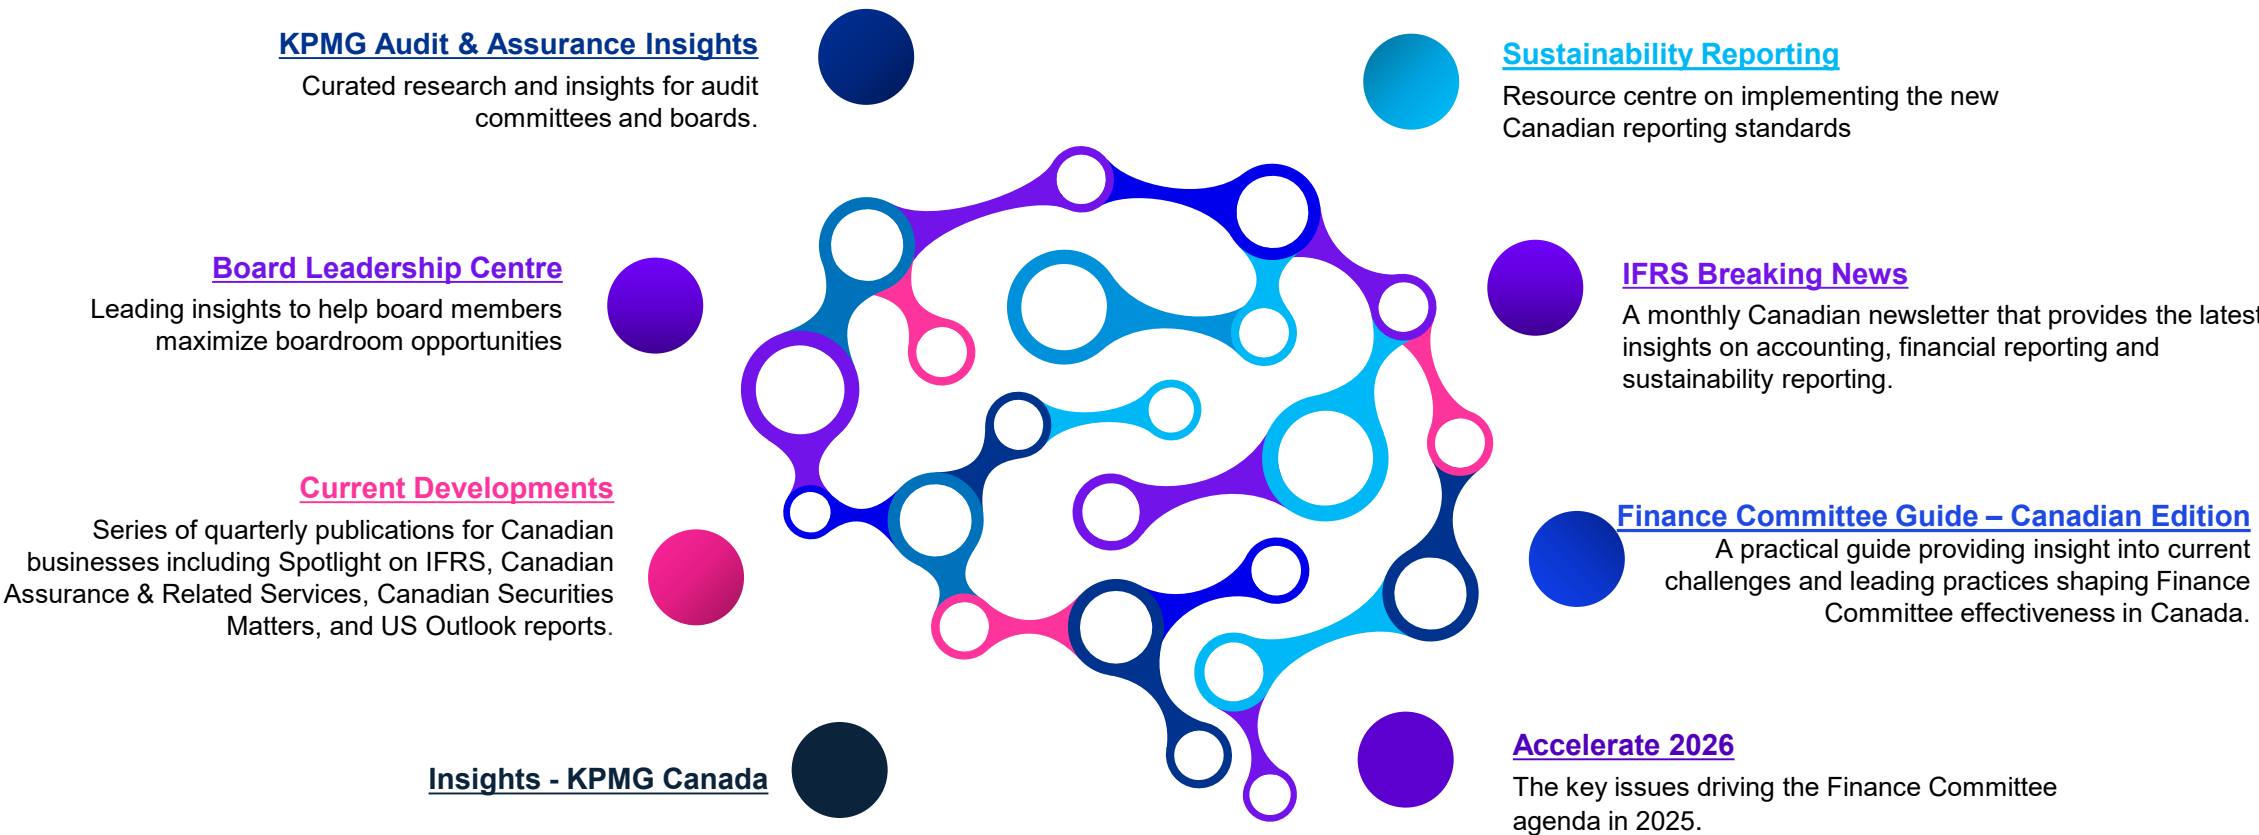 KPMG Audit & Assurance Insights
Curated research and insights for audit
committees and boards.
Board Leadership Centre
Leading insights to help board members
maximize boardroom opportunities
Current Developments
Series of quarterly publications for Canadian
businesses including Spotlight on IFRS, Canadian
Assurance & Related Services, Canadian Securities
Matters, and US Outlook reports.
Insights - KPMG Canada
Sustainability Reporting
Resource centre on implementing the new
Canadian reporting standards
IFRS Breaking News
A monthly Canadian newsletter that provides the latest
insights on accounting, financial reporting and
sustainability reporting.
Finance Committee Guide – Canadian Edition
A practical guide providing insight into current
challenges and leading practices shaping Finance
Committee effectiveness in Canada.
Accelerate 2026
The key issues driving the Finance Committee
agenda in 2025.